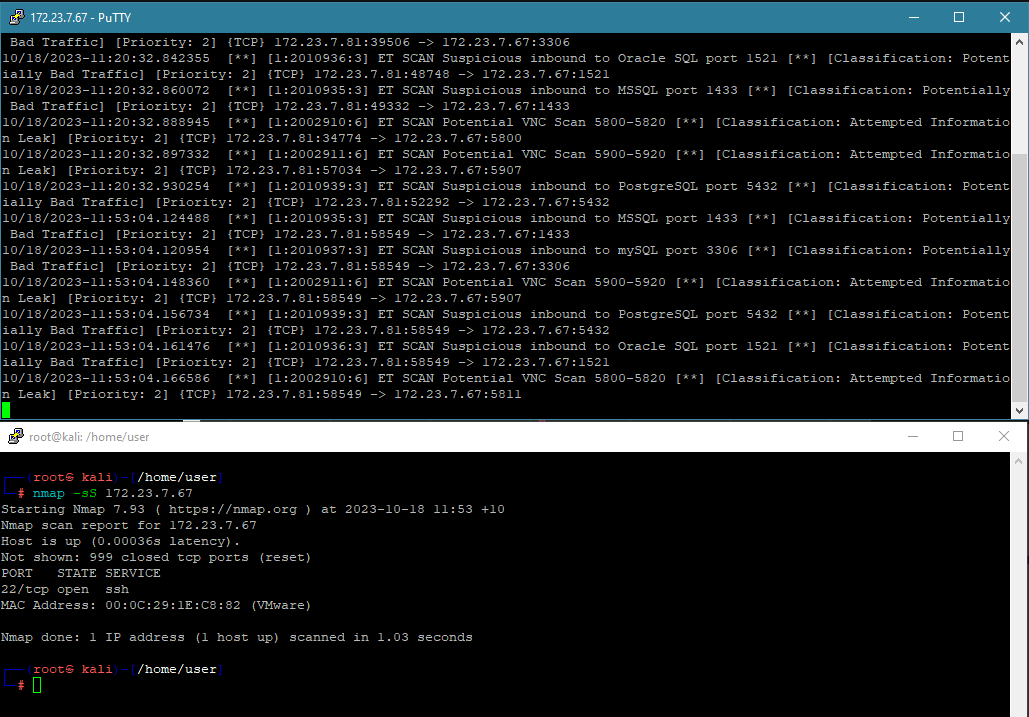 172.23.7.67 - PuTTY
 Bad Traffic] [Priority: 2] {TCP} 172.23.7.81:39506 -> 172.23.7.67:3306
10/18/2023-11:20:32.842355  [**] [1:2010936:3] ET SCAN Suspicious inbound to Oracle SQL port 1521 [**] [Classification: Potent
ially Bad Traffic] [Priority: 2] {TCP} 172.23.7.81:48748 -> 172.23.7.67:1521
10/18/2023-11:20:32.860072  [**] [1:2010935:3] ET SCAN Suspicious inbound to MSSQL port 1433 [**] [Classification: Potentially
 Bad Traffic] [Priority: 2] {TCP} 172.23.7.81:49332 -> 172.23.7.67:1433
10/18/2023-11:20:32.888945  [**] [1:2002910:6] ET SCAN Potential VNC Scan 5800-5820 [**] [Classification: Attempted Informatio
n Leak] [Priority: 2] {TCP} 172.23.7.81:34774 -> 172.23.7.67:5800
10/18/2023-11:20:32.897332  [**] [1:2002911:6] ET SCAN Potential VNC Scan 5900-5920 [**] [Classification: Attempted Informatio
n Leak] [Priority: 2] {TCP} 172.23.7.81:57034 -> 172.23.7.67:5907
10/18/2023-11:20:32.930254  [**] [1:2010939:3] ET SCAN Suspicious inbound to PostgreSQL port 5432 [**] [Classification: Potent
ially Bad Traffic] [Priority: 2] {TCP} 172.23.7.81:52292 -> 172.23.7.67:5432
10/18/2023-11:53:04.124488  [**] [1:2010935:3] ET SCAN Suspicious inbound to MSSQL port 1433 [**] [Classification: Potentially
 Bad Traffic] [Priority: 2] {TCP} 172.23.7.81:58549 -> 172.23.7.67:1433
10/18/2023-11:53:04.120954  [**] [1:2010937:3] ET SCAN Suspicious inbound to mySQL port 3306 [**] [Classification: Potentially
 Bad Traffic] [Priority: 2] {TCP} 172.23.7.81:58549 -> 172.23.7.67:3306
10/18/2023-11:53:04.148360  [**] [1:2002911:6] ET SCAN Potential VNC Scan 5900-5920 [**] [Classification: Attempted Informatio
n Leak] [Priority: 2] {TCP} 172.23.7.81:58549 -> 172.23.7.67:5907
10/18/2023-11:53:04.156734  [**] [1:2010939:3] ET SCAN Suspicious inbound to PostgreSQL port 5432 [**] [Classification: Potent
ially Bad Traffic] [Priority: 2] {TCP} 172.23.7.81:58549 -> 172.23.7.67:5432
10/18/2023-11:53:04.161476  [**] [1:2010936:3] ET SCAN Suspicious inbound to Oracle SQL port 1521 [**] [Classification: Potent
ially Bad Traffic] [Priority: 2] {TCP} 172.23.7.81:58549 -> 172.23.7.67:1521
10/18/2023-11:53:04.166586  [**] [1:2002910:6] ET SCAN Potential VNC Scan 5800-5820 [**] [Classification: Attempted Informatio
n Leak] [Priority: 2] {TCP} 172.23.7.81:58549 -> 172.23.7.67:5811
root@kali: /home/user
┌──(root㉿kali)-[/home/user]
└─# nmap -sS 172.23.7.67
Starting Nmap 7.93 ( https://nmap.org ) at 2023-10-18 11:53 +10
Nmap scan report for 172.23.7.67
Host is up (0.00036s latency).
Not shown: 999 closed tcp ports (reset)
PORT   STATE SERVICE
22/tcp open  ssh
MAC Address: 00:0C:29:1E:C8:82 (VMware)
Nmap done: 1 IP address (1 host up) scanned in 1.03 seconds
┌──(root㉿kali)-[/home/user]
└─#